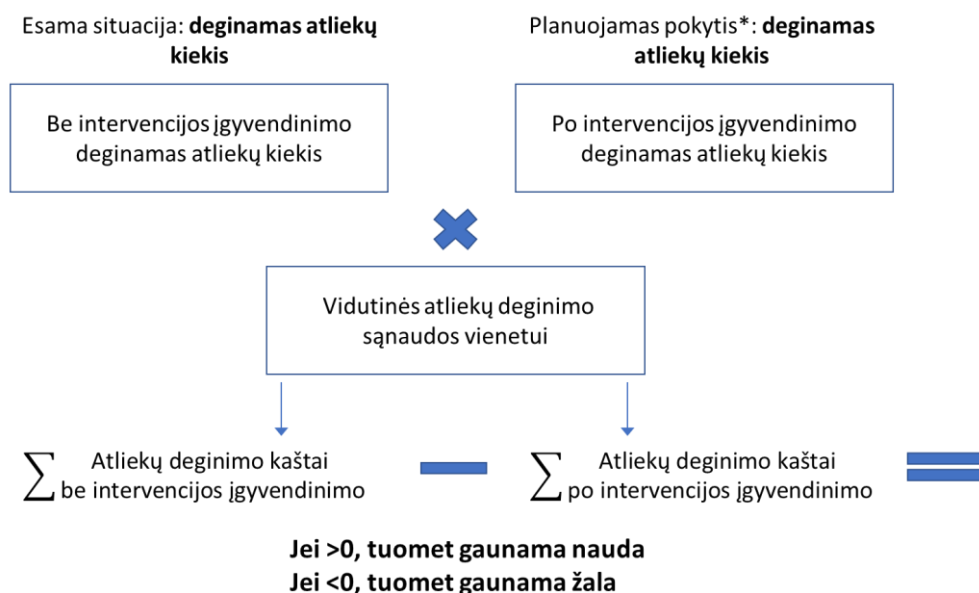 Esama situacija: deginamas atliekų
kiekis
Planuojamas pokytis*: deginamas
atliekų kiekis
Be intervencijos įgyvendinimo
deginamas atliekų kiekis
Po intervencijos įgyvendinimo
deginamas atliekų kiekis
Vidutinės atliekų deginimo
sąnaudos vienetui
∑ Atliekų deginimo kaštai
be intervencijos įgyvendinimo
∑ Atliekų deginimo kaštai
po intervencijos įgyvendinimo
Jei >0, tuomet gaunama nauda
Jei <0, tuomet gaunama žala